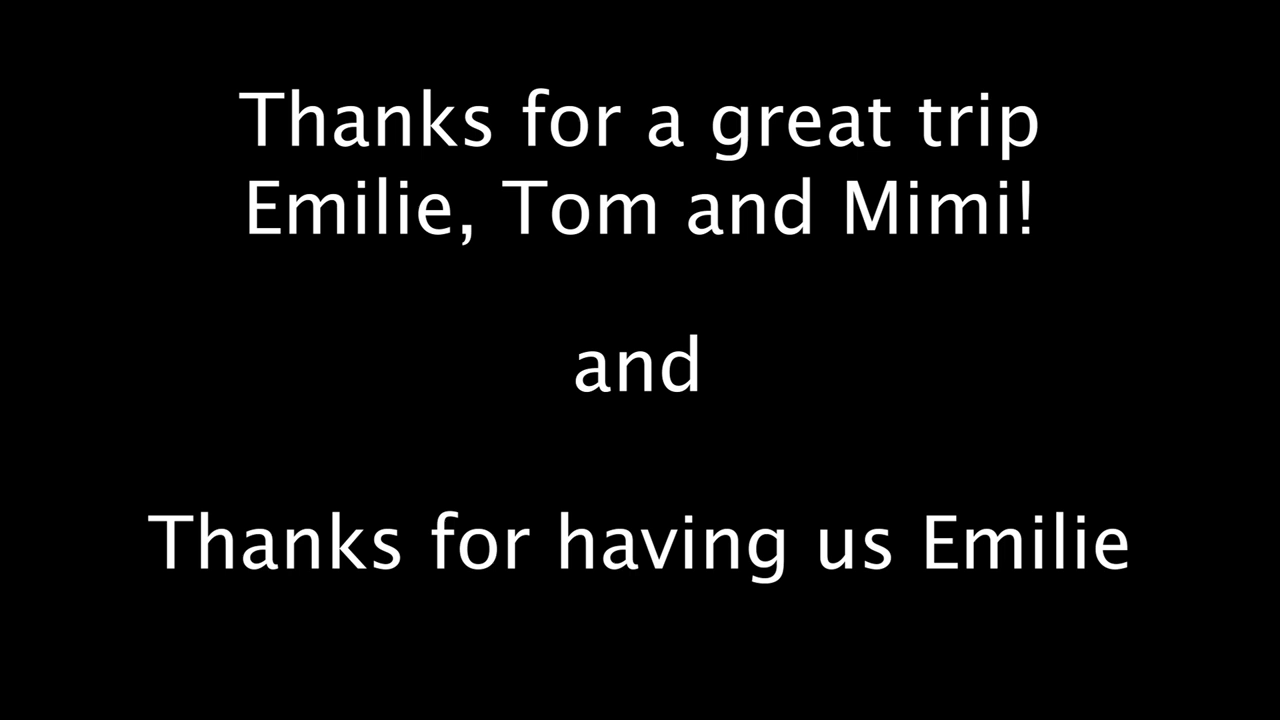 Thanks for a great trip
Emilie, Tom and Mimi!
and
Thanks for having us Emilie